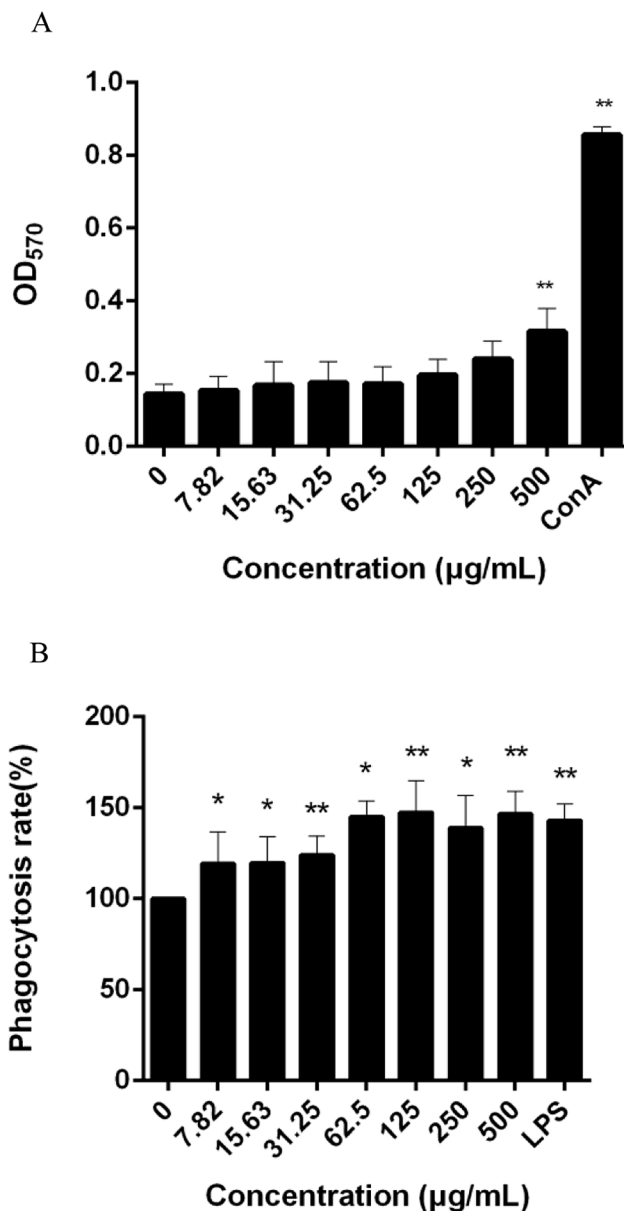 A
1.0
0.8
0.6
0.4
0.2
0.0
OD570
** **
0 7.82 15.63 31.25 62.5 125 250 500 ConA
Concentration (µg/mL)
B
200
150
100
50
0
Phagocytosis rate(%)
* * ** * ** * ** **
0 7.82 15.63 31.25 62.5 125 250 500 LPS
Concentration (µg/mL)